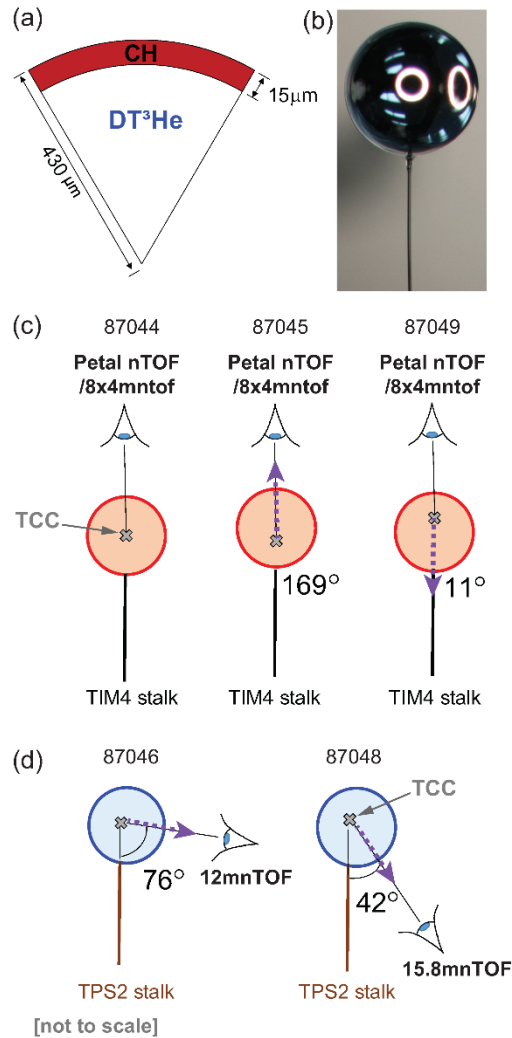 (a)
CH
DT³He
15μm
430 μm
(b)
(c)
87044
Petal nTOF
/8x4mntof
TCC
TIM4 stalk
87045
Petal nTOF
/8x4mntof
169°
TIM4 stalk
87049
Petal nTOF
/8x4mntof
11°
TIM4 stalk
(d)
87046
76°
12mnTOF
TPS2 stalk
87048
TCC
42°
15.8mnTOF
[not to scale]